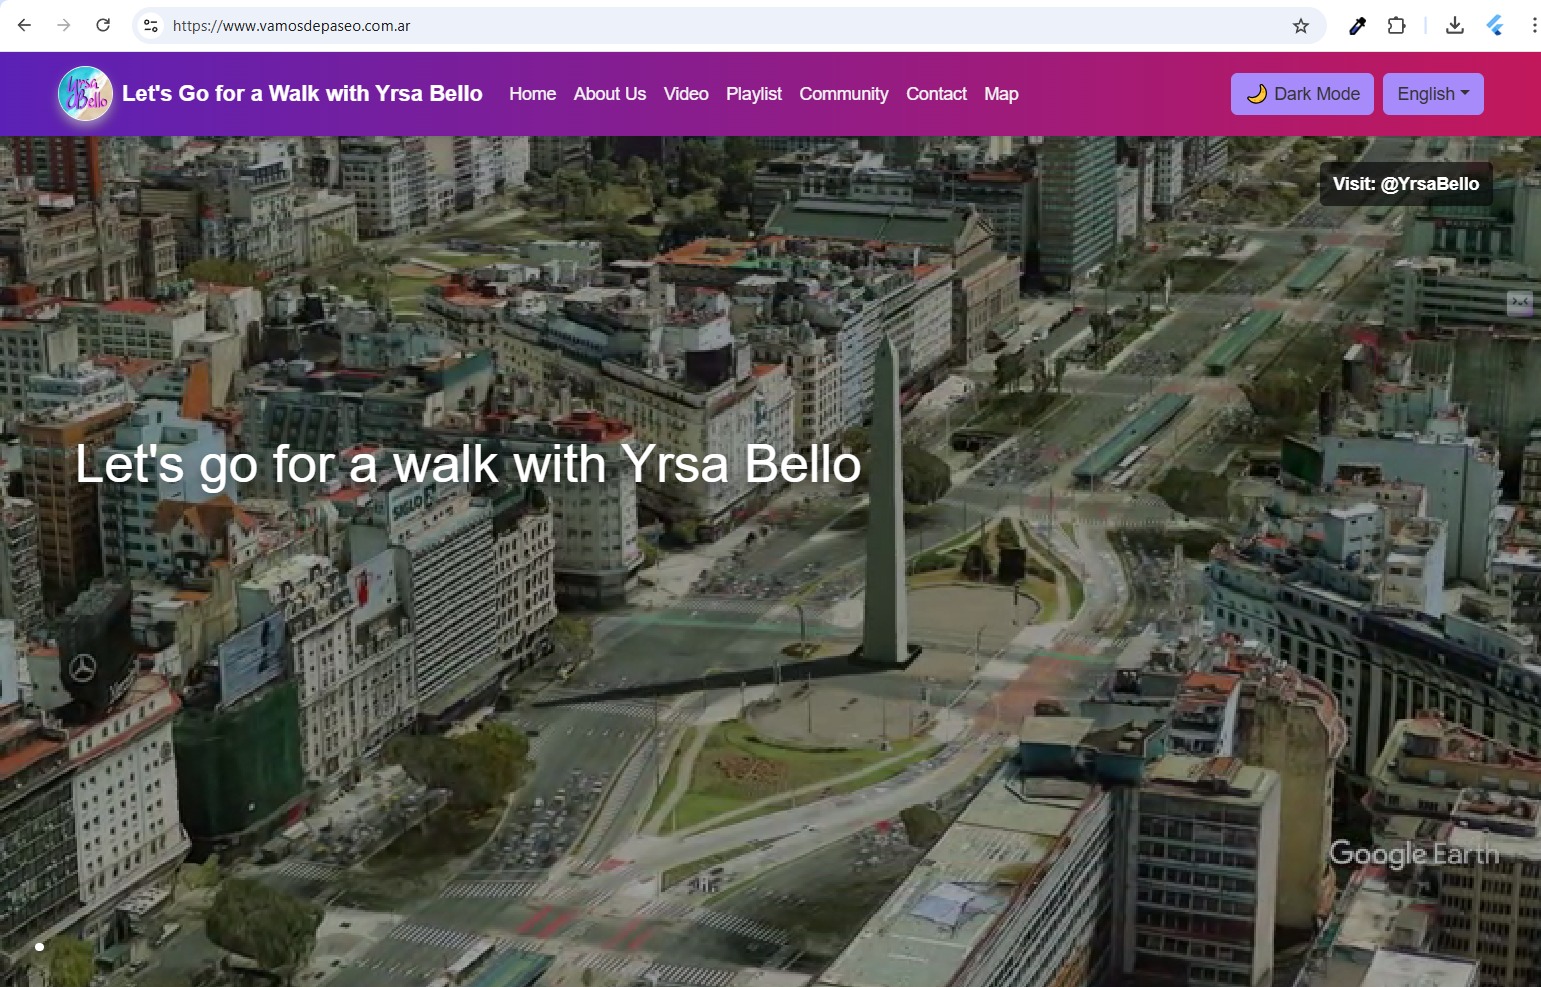 https://www.vamosdepaseo.com.ar
Yrsa
Bello
Let's Go for a Walk with Yrsa Bello
Home
About Us
Video
Playlist
Community
Contact
Map
🌙 Dark Mode
English
Visit: @YrsaBello
Let's go for a walk with Yrsa Bello
Google Earth